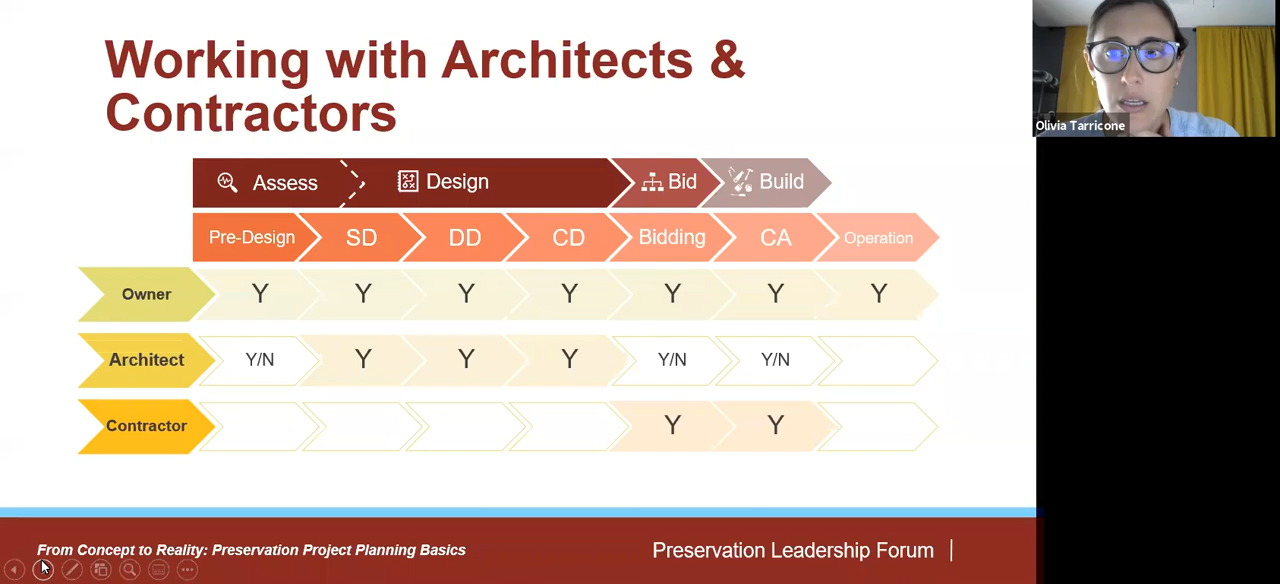 Working with Architects &
Contractors
Olivia Tarricone
Assess Design Bid Build
Pre-Design SD DD CD Bidding CA Operation
Owner Y Y Y Y Y Y Y
Architect Y/N Y Y Y Y/N Y/N
Contractor Y Y
From Concept to Reality: Preservation Project Planning Basics
Preservation Leadership Forum |